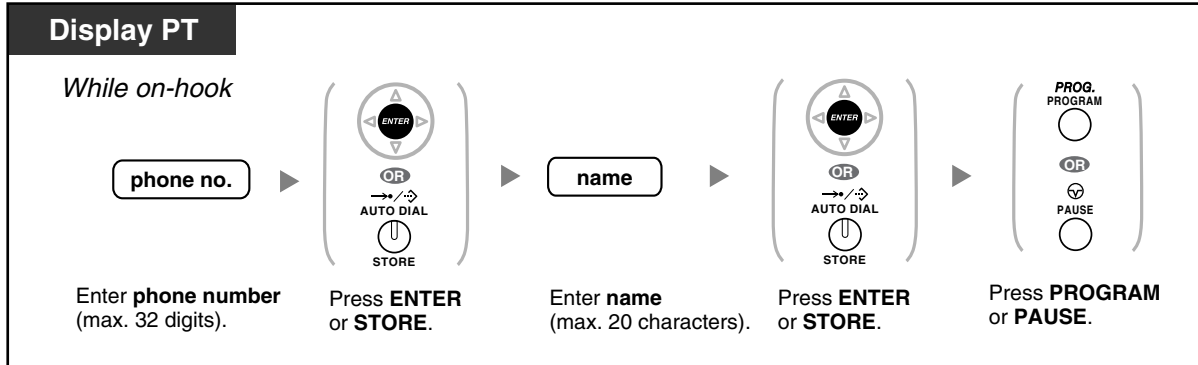 Display PT
While on-hook
phone no.
ENTER
OR
AUTO DIAL
STORE
name
ENTER
OR
AUTO DIAL
STORE
PROG.
PROGRAM
OR
PAUSE
Enter phone number
(max. 32 digits).
Press ENTER
or STORE.
Enter name
(max. 20 characters).
Press ENTER
or STORE.
Press PROGRAM
or PAUSE.